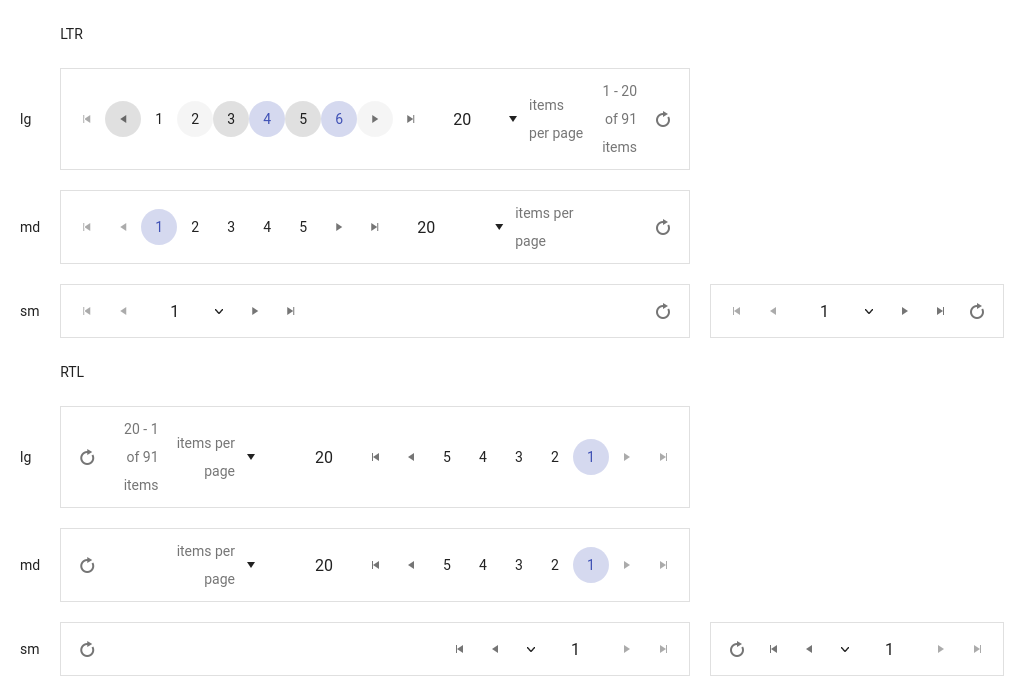 LTR
lg
1 2 3 4 5 6 20
items
per page
1 - 20
of 91
items
md
1 2 3 4 5 20
items per
page
sm
1
1
RTL
lg
20 - 1
of 91
items
items per
page
20 5 4 3 2 1
md
items per
page
20 5 4 3 2 1
sm
1
1